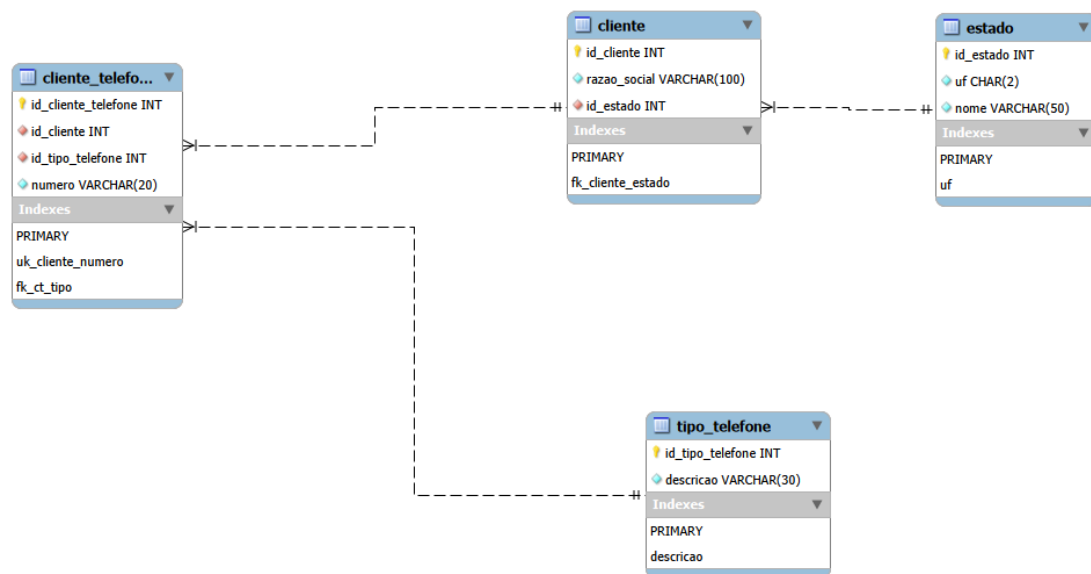 cliente_telefo...
id_cliente_telefone INT
id_cliente INT
id_tipo_telefone INT
numero VARCHAR(20)
Indexes
PRIMARY
uk_cliente_numero
fk_ct_tipo
cliente
id_cliente INT
razao_social VARCHAR(100)
id_estado INT
Indexes
PRIMARY
fk_cliente_estado
estado
id_estado INT
uf CHAR(2)
nome VARCHAR(50)
Indexes
PRIMARY
uf
tipo_telefone
id_tipo_telefone INT
descricao VARCHAR(30)
Indexes
PRIMARY
descricao